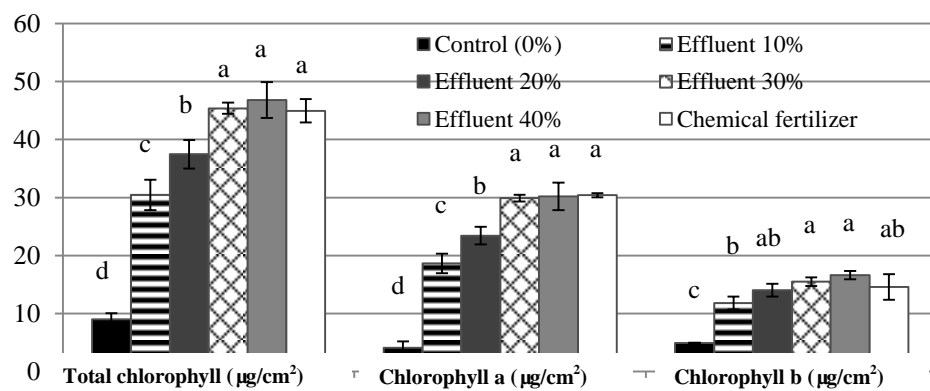 60
50
40
30
20
10
0
Control (0%)
Effluent 10%
Effluent 20%
Effluent 30%
Effluent 40%
Chemical fertilizer
d
c
b
a
a
a
d
c
b
a
a
a
c
b
ab
a
a
ab
Total chlorophyll (µg/cm²)
Chlorophyll a (µg/cm²)
Chlorophyll b (µg/cm²)